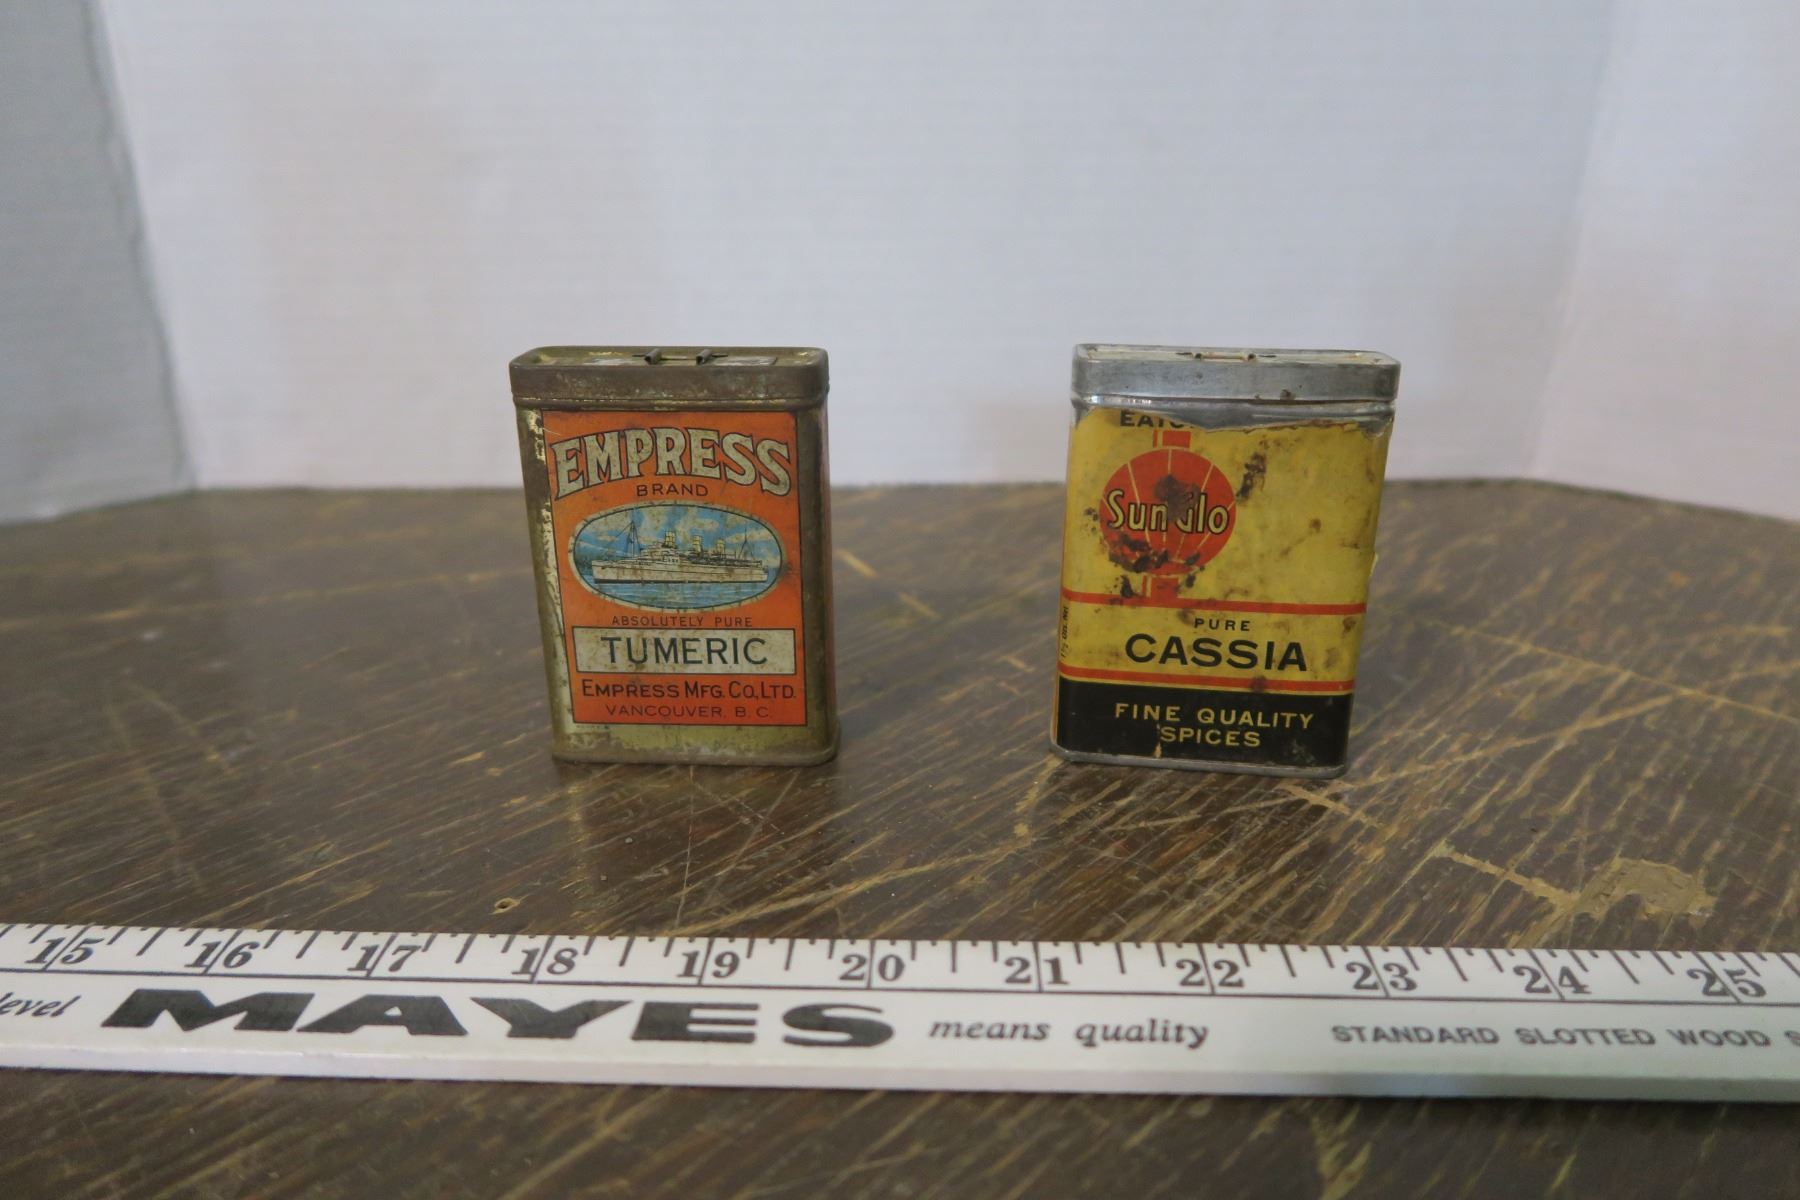 EMPRESS
BRAND
ABSOLUTELY PURE
TUMERIC
EMPRESS MFG. CO., LTD.
VANCOUVER, B. C.
Sun Glo
PURE
CASSIA
FINE QUALITY
SPICES
15 16 17 18 19 20 21 22 23 24 25
level MAYES means quality STANDARD SLOTTED WOOD S